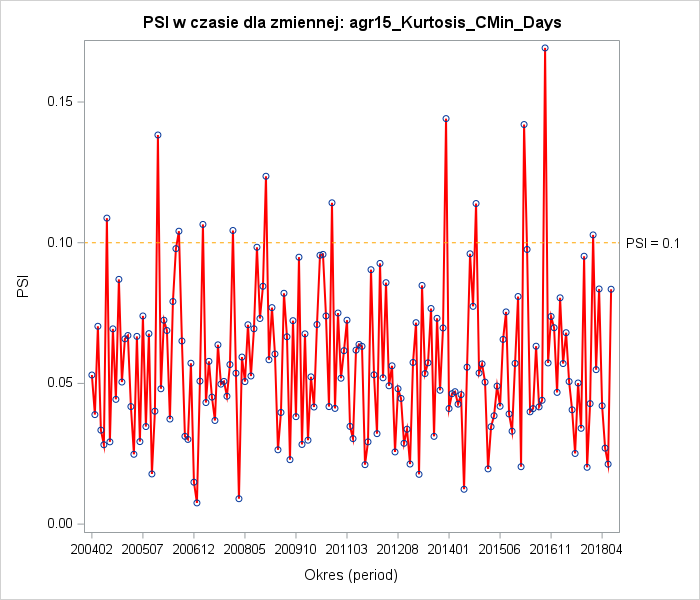 PSI w czasie dla zmiennej: agr15_Kurtosis_CMin_Days
0.15
0.10
PSI = 0.1
PSI
0.05
0.00
200402 200507 200612 200805 200910 201103 201208 201401 201506 201611 201804
Okres (period)